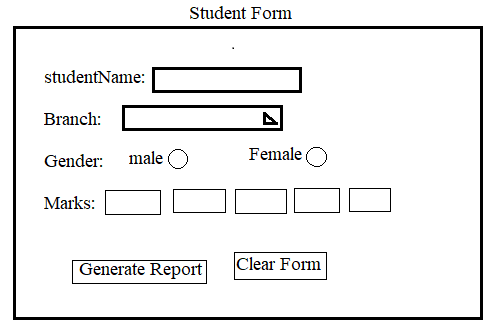 Student Form
studentName:
Branch:
Gender: male Female
Marks:
Generate Report Clear Form